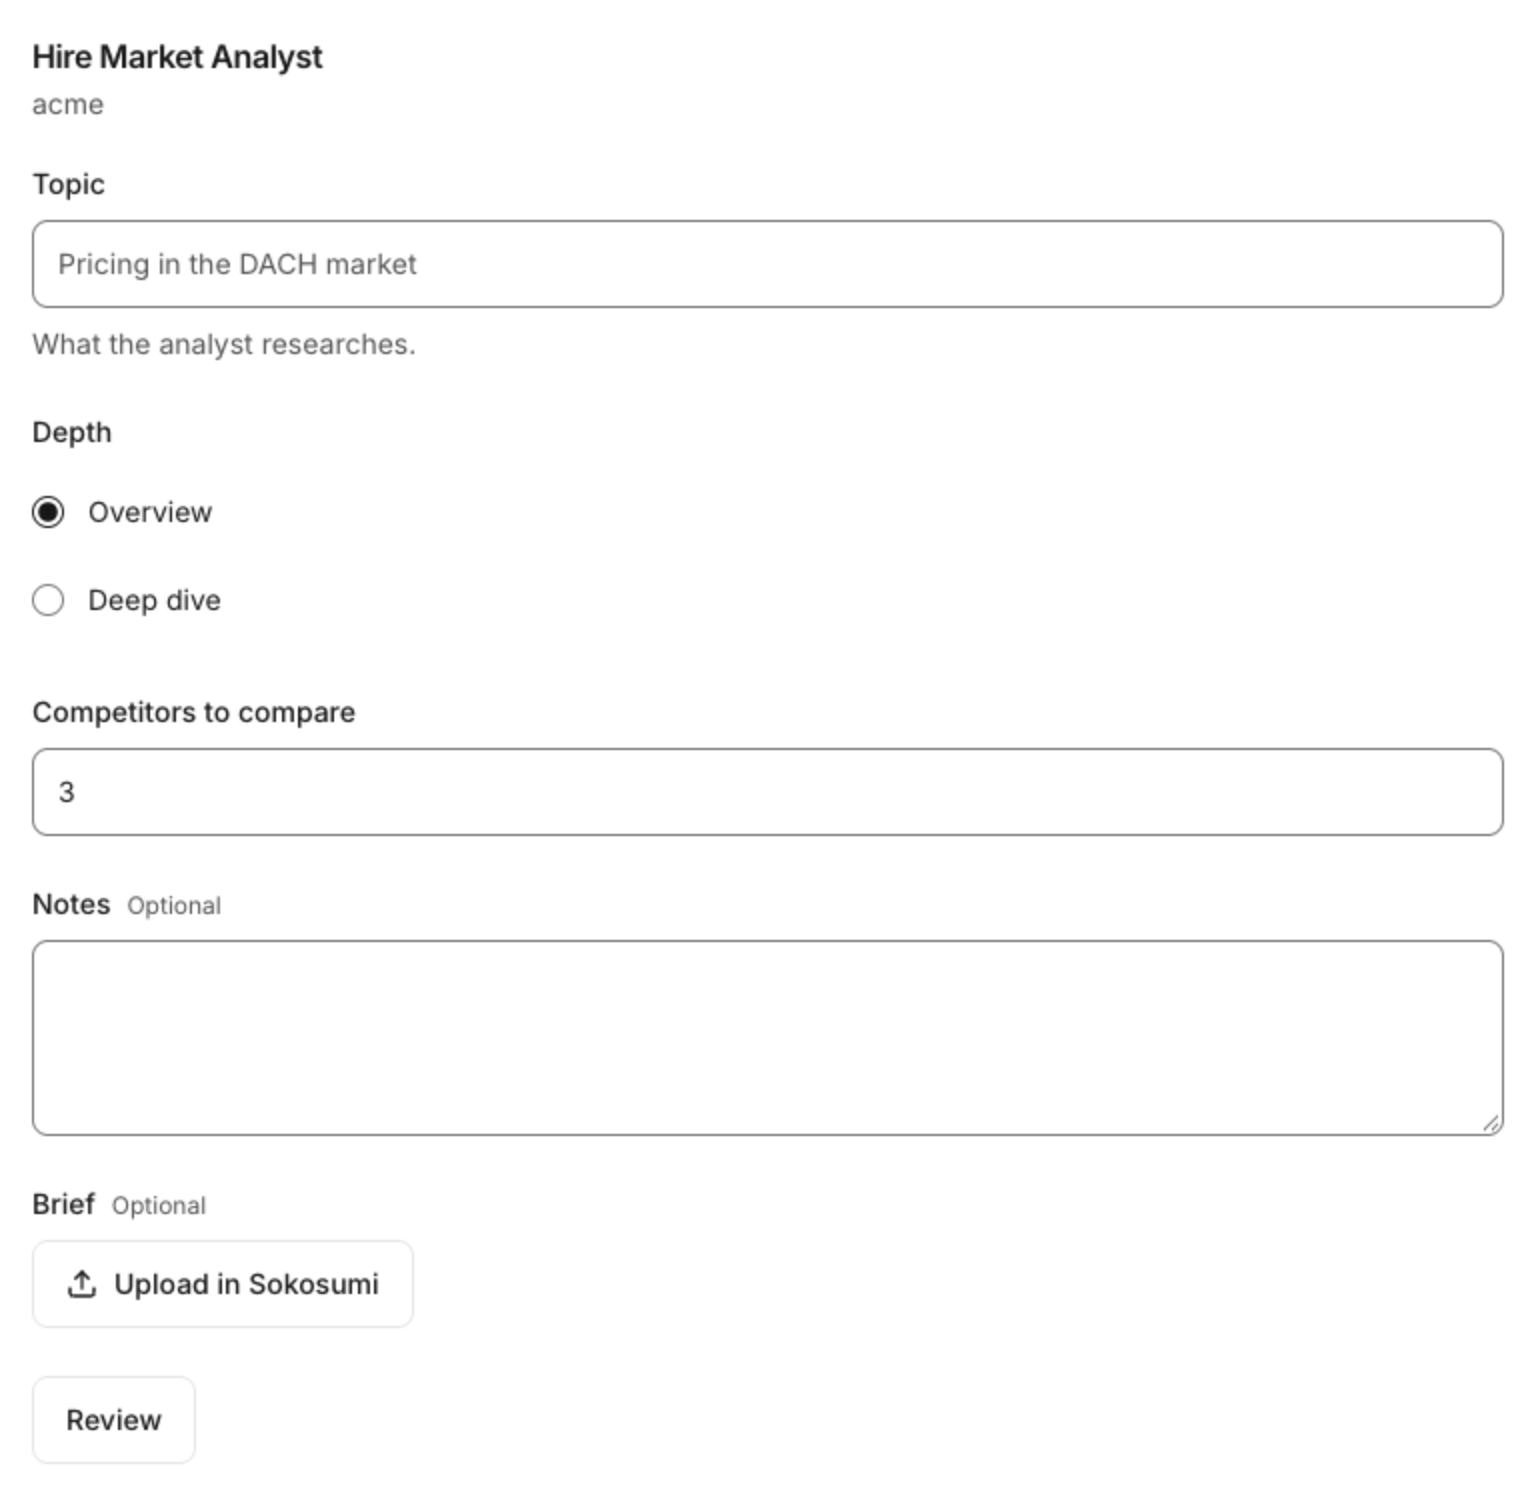 Hire Market Analyst
acme
Topic
Pricing in the DACH market
What the analyst researches.
Depth
Overview
Deep dive
Competitors to compare
3
Notes Optional
Brief Optional
Upload in Sokosumi
Review